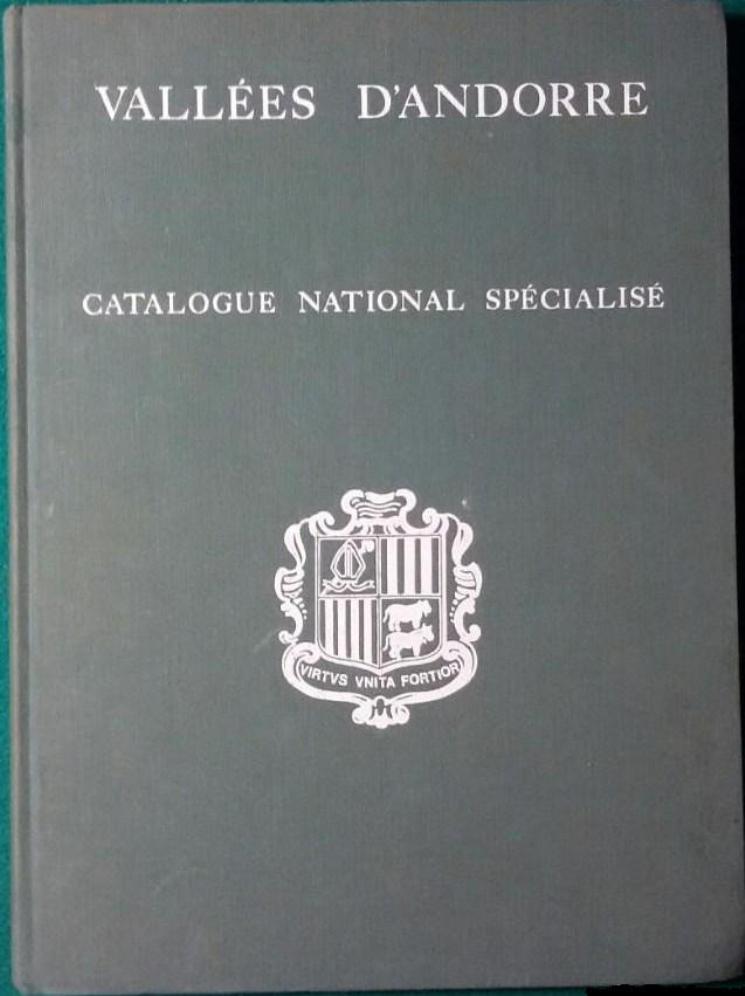 VALLÉES D'ANDORRE
CATALOGUE NATIONAL SPÉCIALISÉ
VIRTVS VNITA FORTIOR